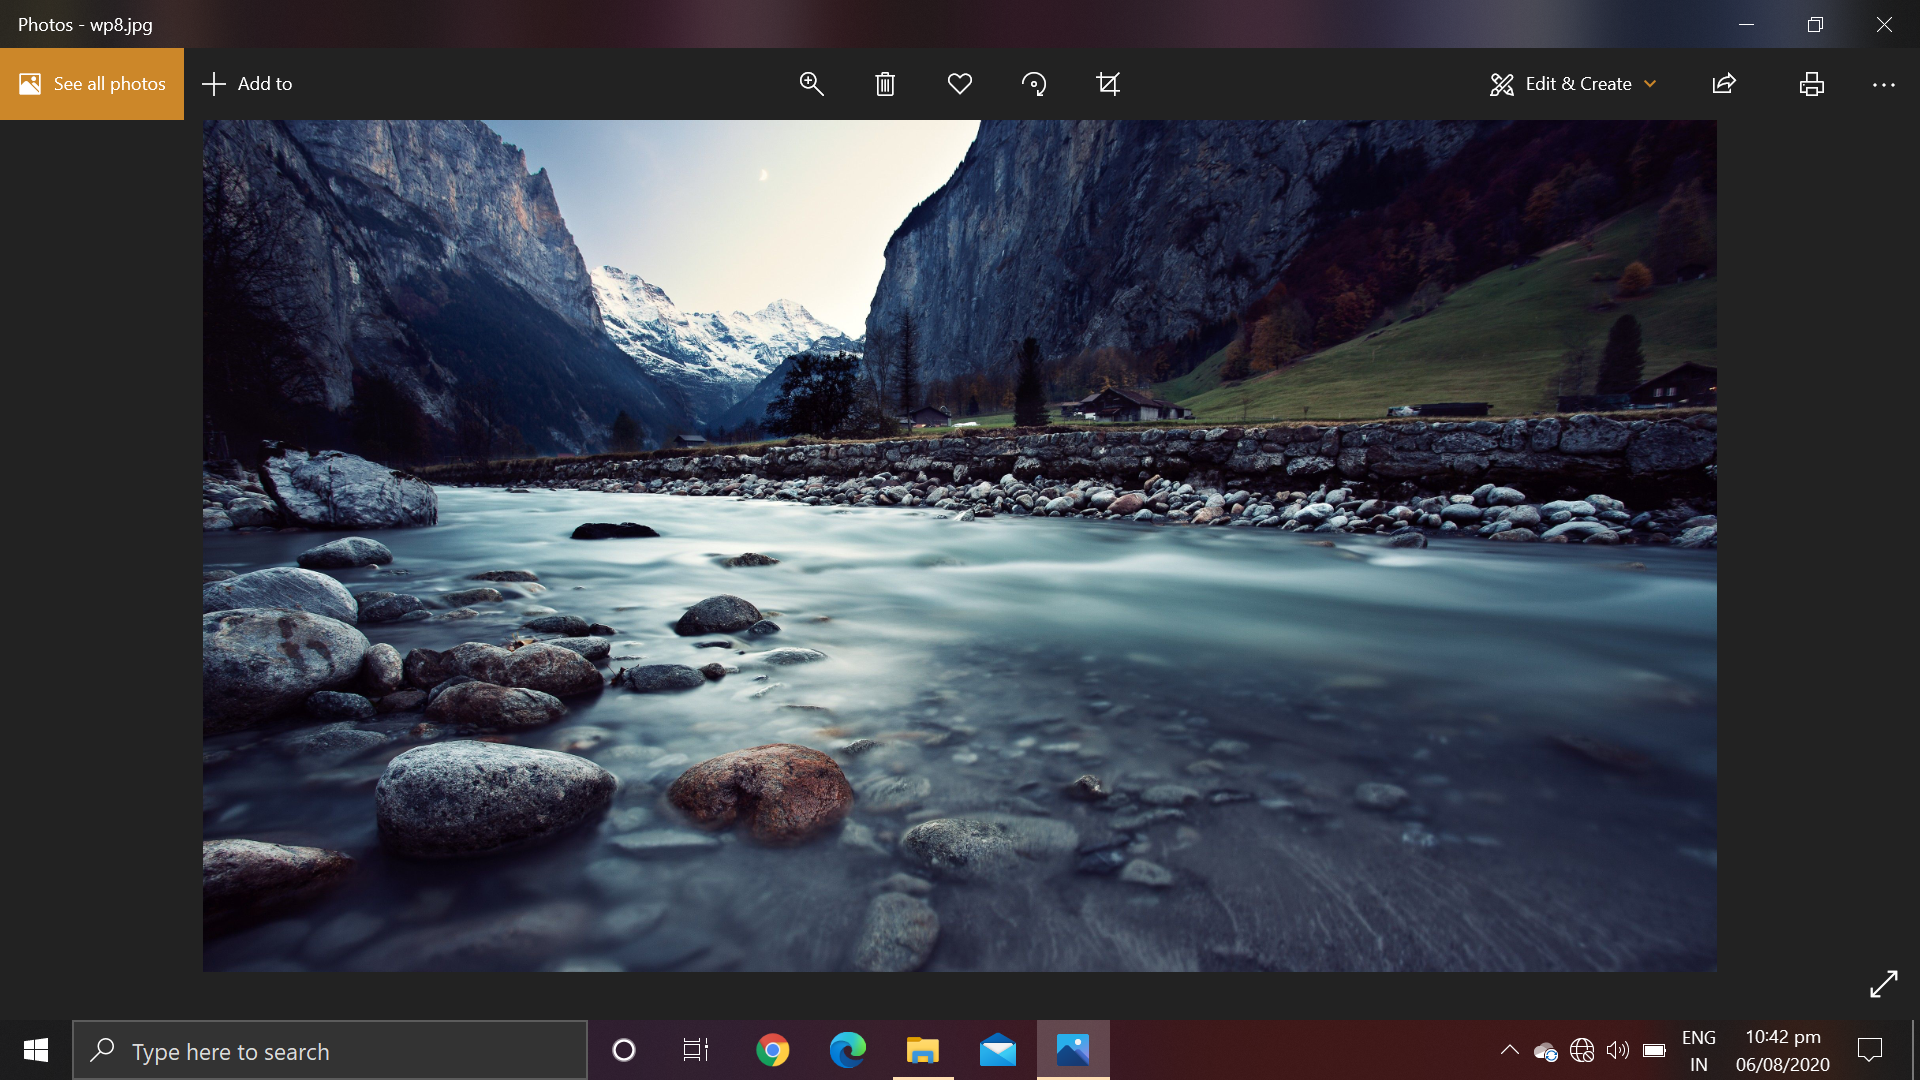 Photos - wp8.jpg
See all photos
Add to
Edit & Create
Type here to search
ENG
IN
10:42 pm
06/08/2020